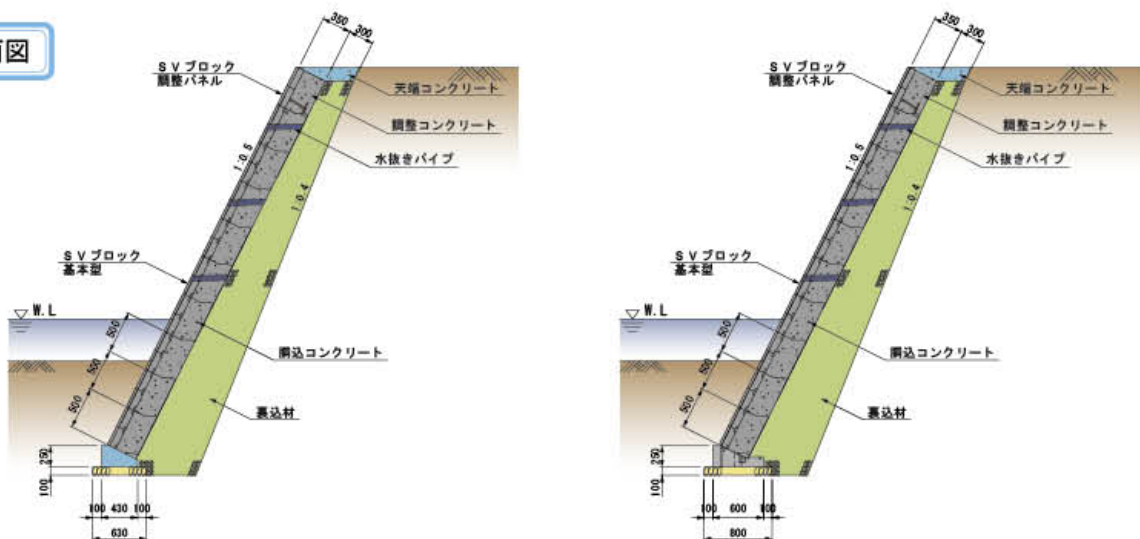 面図
350
300
SVブロック
調整パネル
天端コンクリート
調整コンクリート
水抜きパイプ
1:0.5
1:0.4
SVブロック
基本型
W.L
500
500
500
胴込コンクリート
裏込材
250
100
100 430 100
630
350
300
SVブロック
調整パネル
天端コンクリート
調整コンクリート
水抜きパイプ
1:0.5
1:0.4
SVブロック
基本型
W.L
500
500
500
胴込コンクリート
裏込材
250
100
100 600 100
800